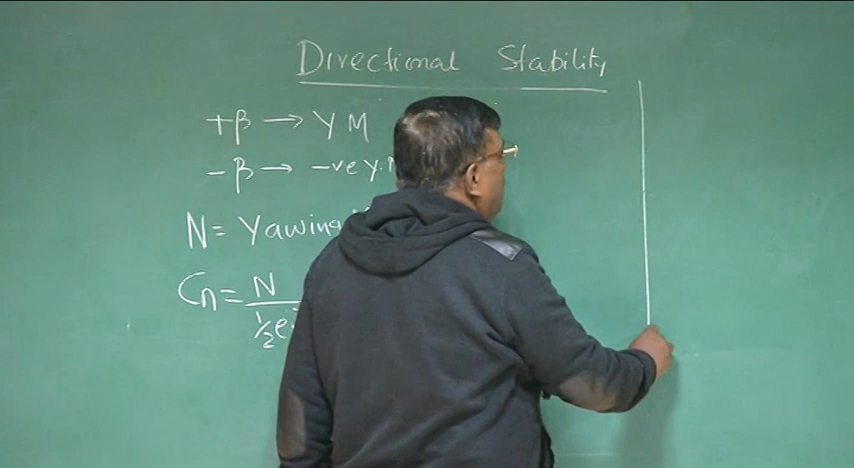 Directional Stability
+β → Y M
-β → -ve Y.
N = Yawing
Cn = N
½ρ